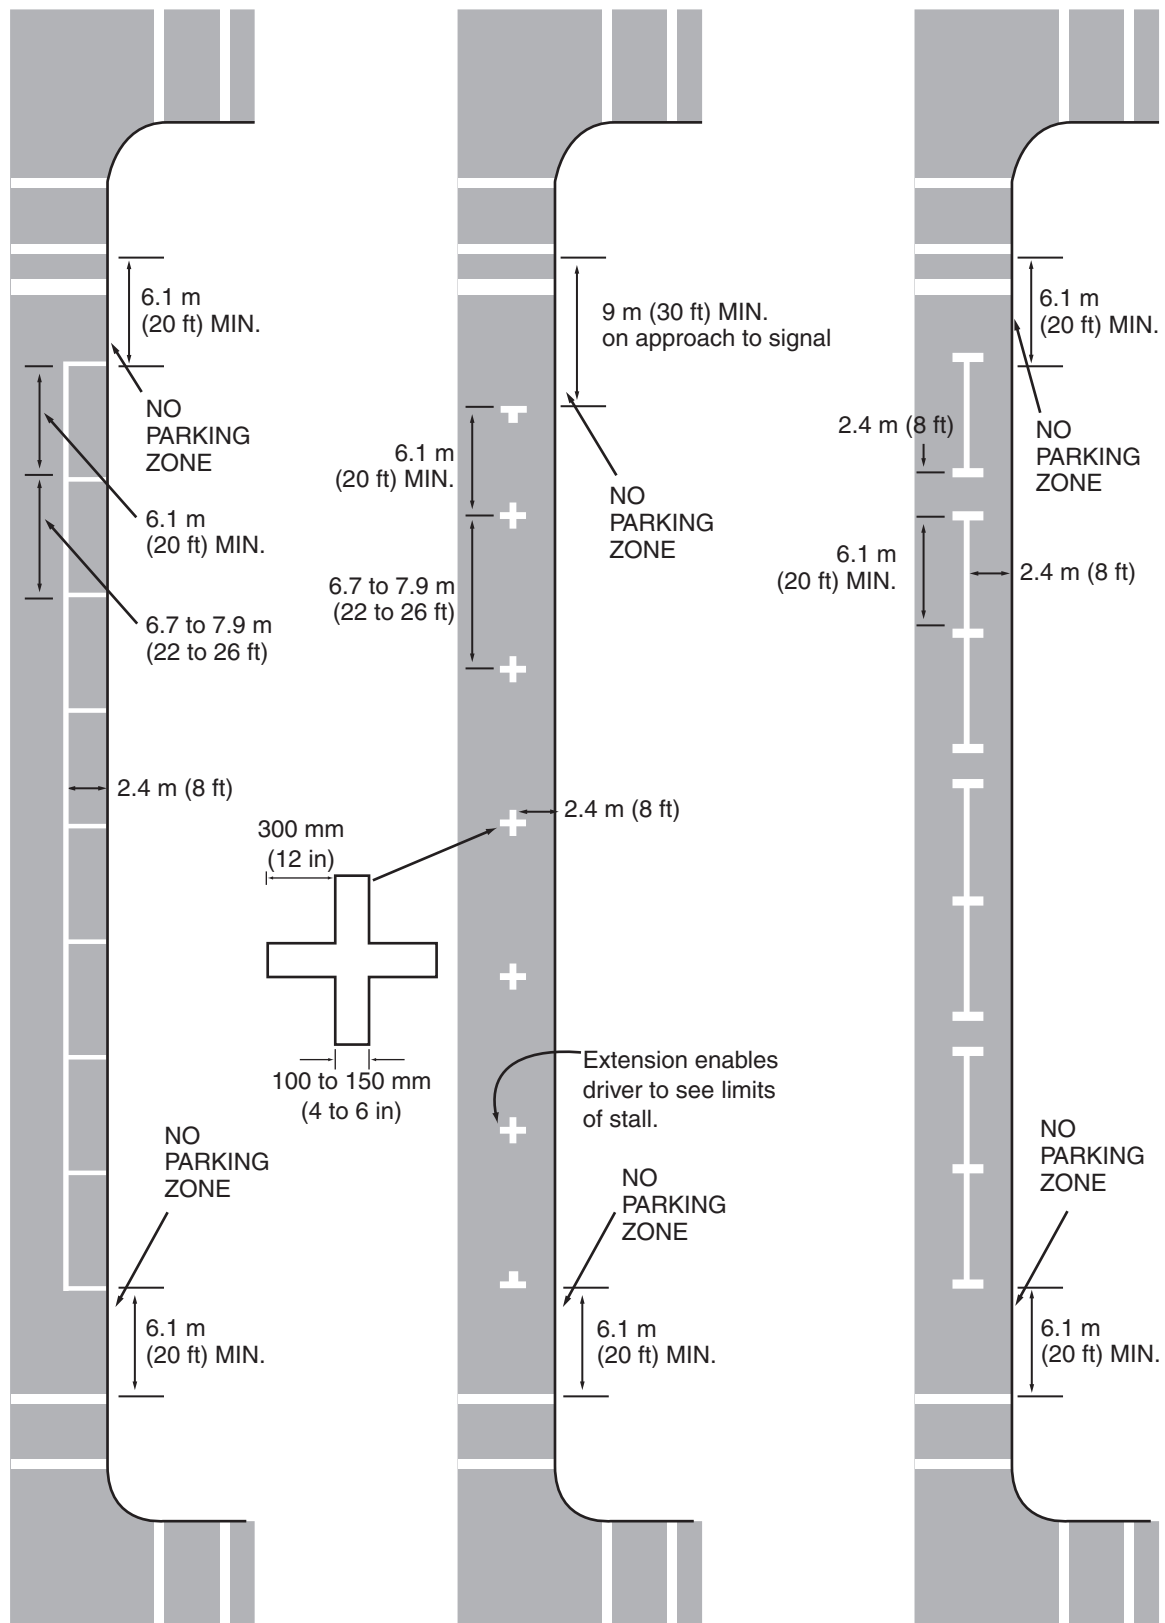 6.1 m
(20 ft) MIN.
NO
PARKING
ZONE
6.1 m
(20 ft) MIN.
6.7 to 7.9 m
(22 to 26 ft)
2.4 m (8 ft)
NO
PARKING
ZONE
6.1 m
(20 ft) MIN.
9 m (30 ft) MIN.
on approach to signal
6.1 m
(20 ft) MIN.
NO
PARKING
ZONE
6.7 to 7.9 m
(22 to 26 ft)
2.4 m (8 ft)
300 mm
(12 in)
100 to 150 mm
(4 to 6 in)
Extension enables
driver to see limits
of stall.
NO
PARKING
ZONE
6.1 m
(20 ft) MIN.
6.1 m
(20 ft) MIN.
2.4 m (8 ft)
NO
PARKING
ZONE
6.1 m
(20 ft) MIN.
2.4 m (8 ft)
NO
PARKING
ZONE
6.1 m
(20 ft) MIN.